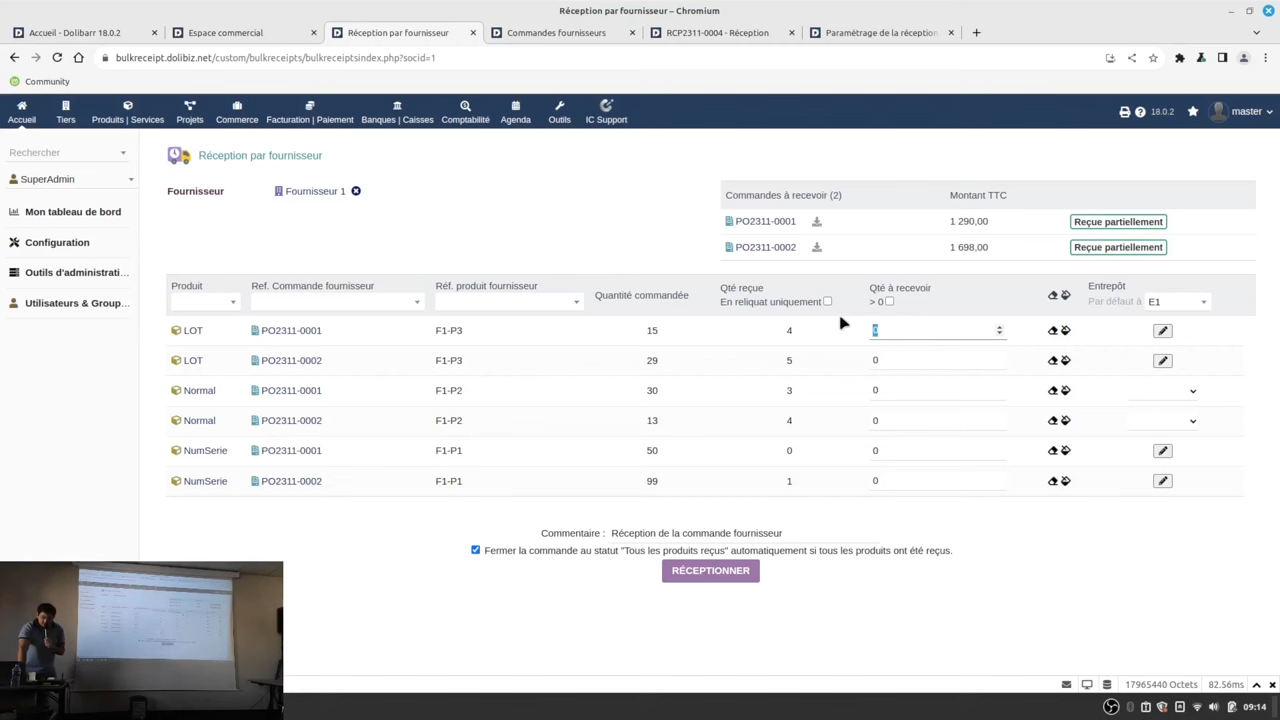 Réception par fournisseur – Chromium
Accueil - Dolibarr 18.0.2
Espace commercial
Réception par fournisseur
Commandes fournisseurs
RCP2311-0004 - Réception
Paramétrage de la réception
bulkreceipt.dolibiz.net/custom/bulkreceipts/bulkreceiptsindex.php?socid=1
Community
Accueil
Tiers
Produits | Services
Projets
Commerce
Facturation | Paiement
Banques | Caisses
Comptabilité
Agenda
Outils
IC Support
18.0.2
master
Rechercher
SuperAdmin
Mon tableau de bord
Configuration
Outils d'administrati...
Utilisateurs & Group...
Réception par fournisseur
Fournisseur Fournisseur 1
Commandes à recevoir (2) Montant TTC
PO2311-0001 1 290,00 Reçue partiellement
PO2311-0002 1 698,00 Reçue partiellement
Produit Ref. Commande fournisseur Réf. produit fournisseur Quantité commandée Qté reçue Qté à recevoir Entrepôt
En reliquat uniquement > 0 Par défaut à E1
LOT PO2311-0001 F1-P3 15 4 0
LOT PO2311-0002 F1-P3 29 5 0
Normal PO2311-0001 F1-P2 30 3 0
Normal PO2311-0002 F1-P2 13 4 0
NumSerie PO2311-0001 F1-P1 50 0 0
NumSerie PO2311-0002 F1-P1 99 1 0
Commentaire : Réception de la commande fournisseur
Fermer la commande au statut "Tous les produits reçus" automatiquement si tous les produits ont été reçus.
RÉCEPTIONNER
17965440 Octets 82.56ms
09:14